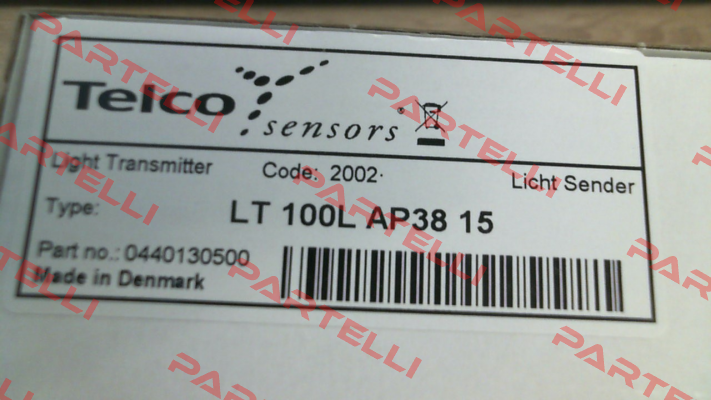 Telco
sensors®
Light Transmitter Code: 2002· Licht Sender
Type: LT 100L AP38 15
Part no.: 0440130500
Made in Denmark
PARTELLI
PARTELLI
PARTELLI
PARTELLI
PARTELLI
PARTELLI
PARTELLI
PARTELLI
PARTELLI